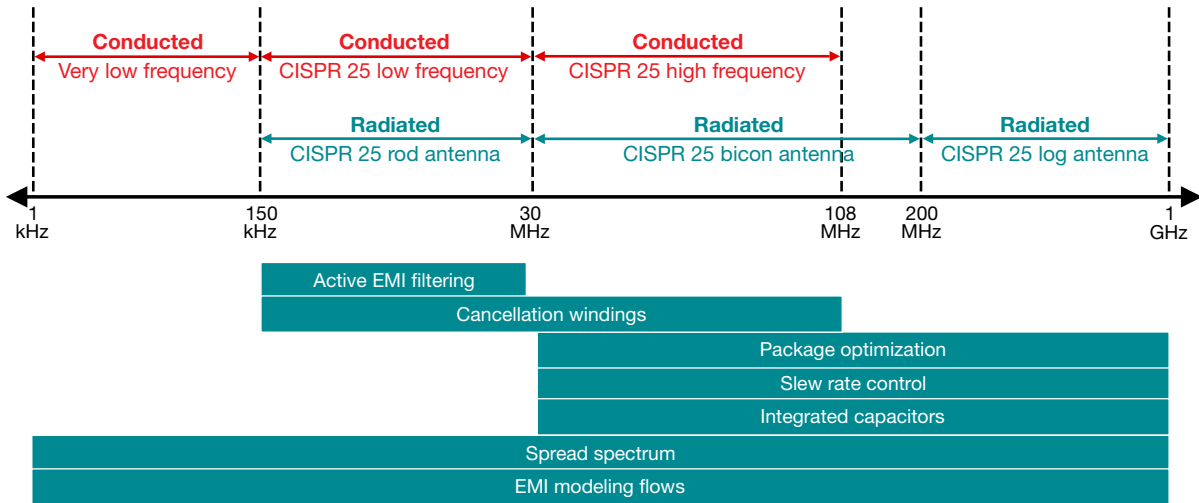 Conducted Conducted Conducted
Very low frequency CISPR 25 low frequency CISPR 25 high frequency
Radiated Radiated Radiated
CISPR 25 rod antenna CISPR 25 bicon antenna CISPR 25 log antenna
1 150 30 108 200 1
kHz kHz MHz MHz MHz GHz
Active EMI filtering
Cancellation windings
Package optimization
Slew rate control
Integrated capacitors
Spread spectrum
EMI modeling flows